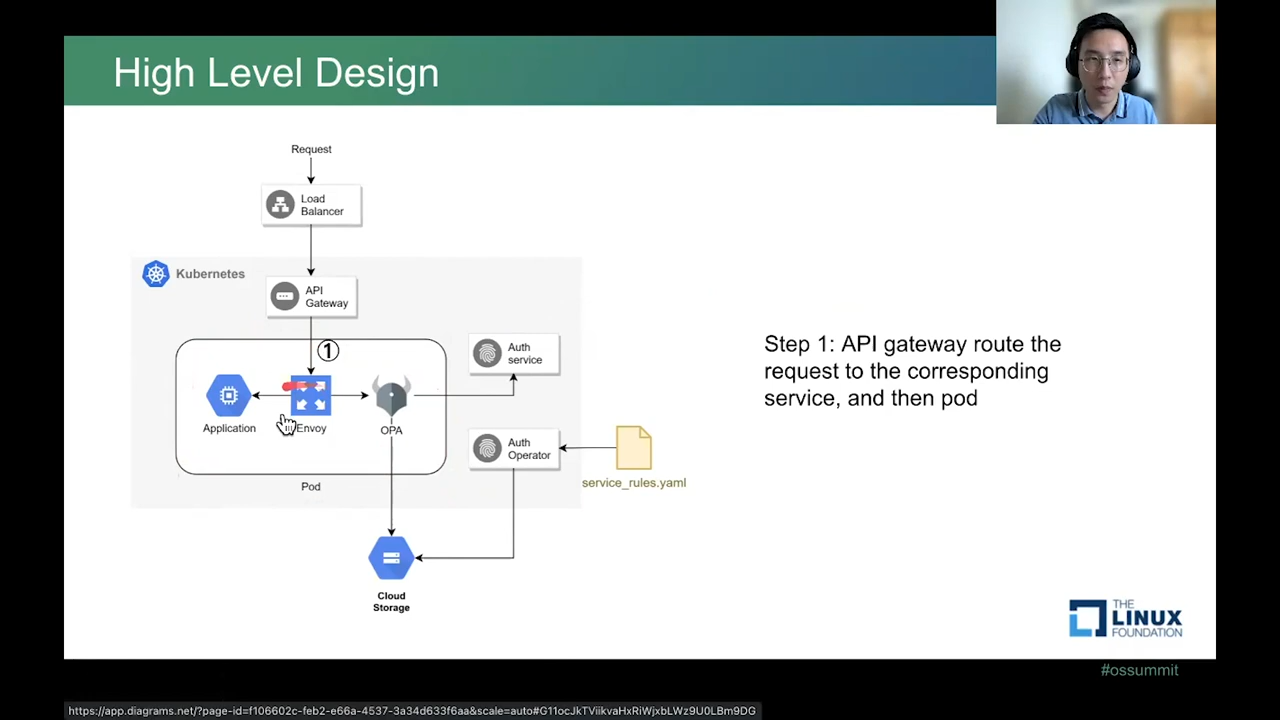 High Level Design
Request
Load
Balancer
Kubernetes
API
Gateway
①
Auth
service
Application
Envoy
OPA
Auth
Operator
service_rules.yaml
Pod
Cloud
Storage
Step 1: API gateway route the
request to the corresponding
service, and then pod
THE
LINUX
FOUNDATION
#ossummit
https://app.diagrams.net/?page-id=f106602c-feb2-e66a-4537-3a34d633f6aa&scale=auto#G11ocJkTViikvaHxRiWjxbLWz9U0LBm9DG